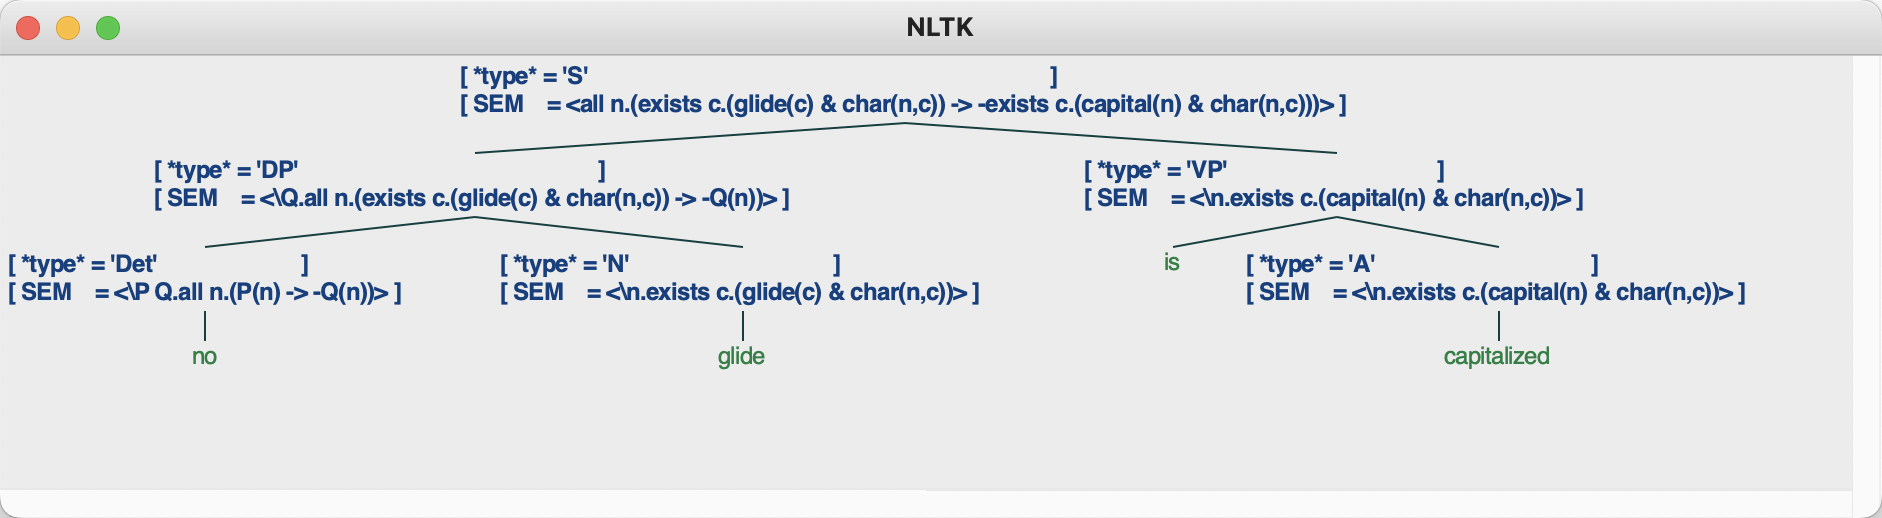 NLTK
[ *type* = 'S' ]
[ SEM = <all n.(exists c.(glide(c) & char(n,c)) -> -exists c.(capital(n) & char(n,c)))> ]
[ *type* = 'DP' ] [ *type* = 'VP' ]
[ SEM = <\Q.all n.(exists c.(glide(c) & char(n,c)) -> -Q(n))> ] [ SEM = <\n.exists c.(capital(n) & char(n,c))> ]
[ *type* = 'Det' ] [ *type* = 'N' ] is [ *type* = 'A' ]
[ SEM = <\P Q.all n.(P(n) -> -Q(n))> ] [ SEM = <\n.exists c.(glide(c) & char(n,c))> ] [ SEM = <\n.exists c.(capital(n) & char(n,c))> ]
no glide capitalized